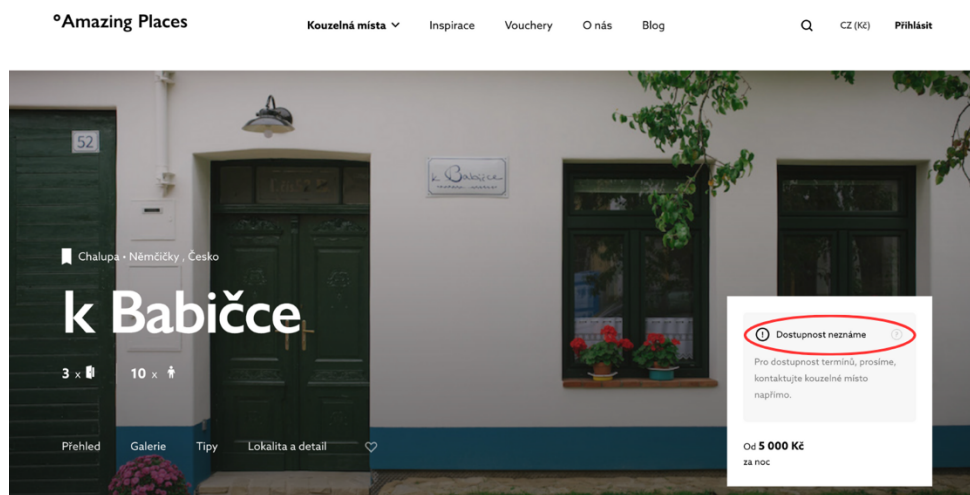 °Amazing Places
Kouzelná místa Inspirace Vouchery O nás Blog CZ (Kč) Přihlásit
52
k Babičce
Chalupa • Němčičky , Česko
k Babičce
3 x 10 x
Dostupnost neznáme
Pro dostupnost termínů, prosíme,
kontaktujte kouzelné místo
napřímo.
Přehled Galerie Tipy Lokalita a detail
Od 5 000 Kč
za noc